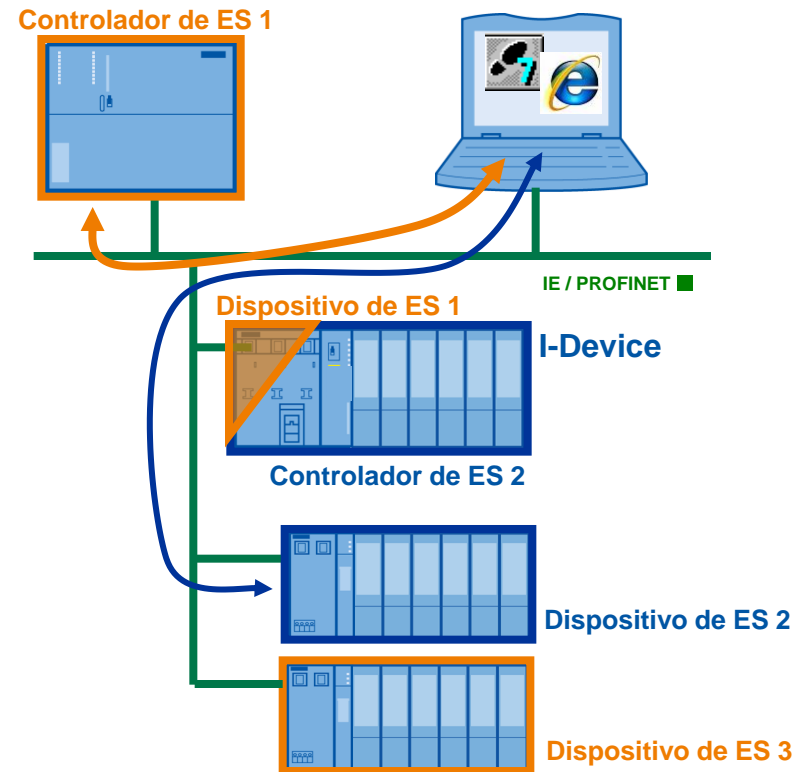 Controlador de ES 1
7
e
IE / PROFINET
Dispositivo de ES 1
I-Device
Controlador de ES 2
Dispositivo de ES 2
Dispositivo de ES 3